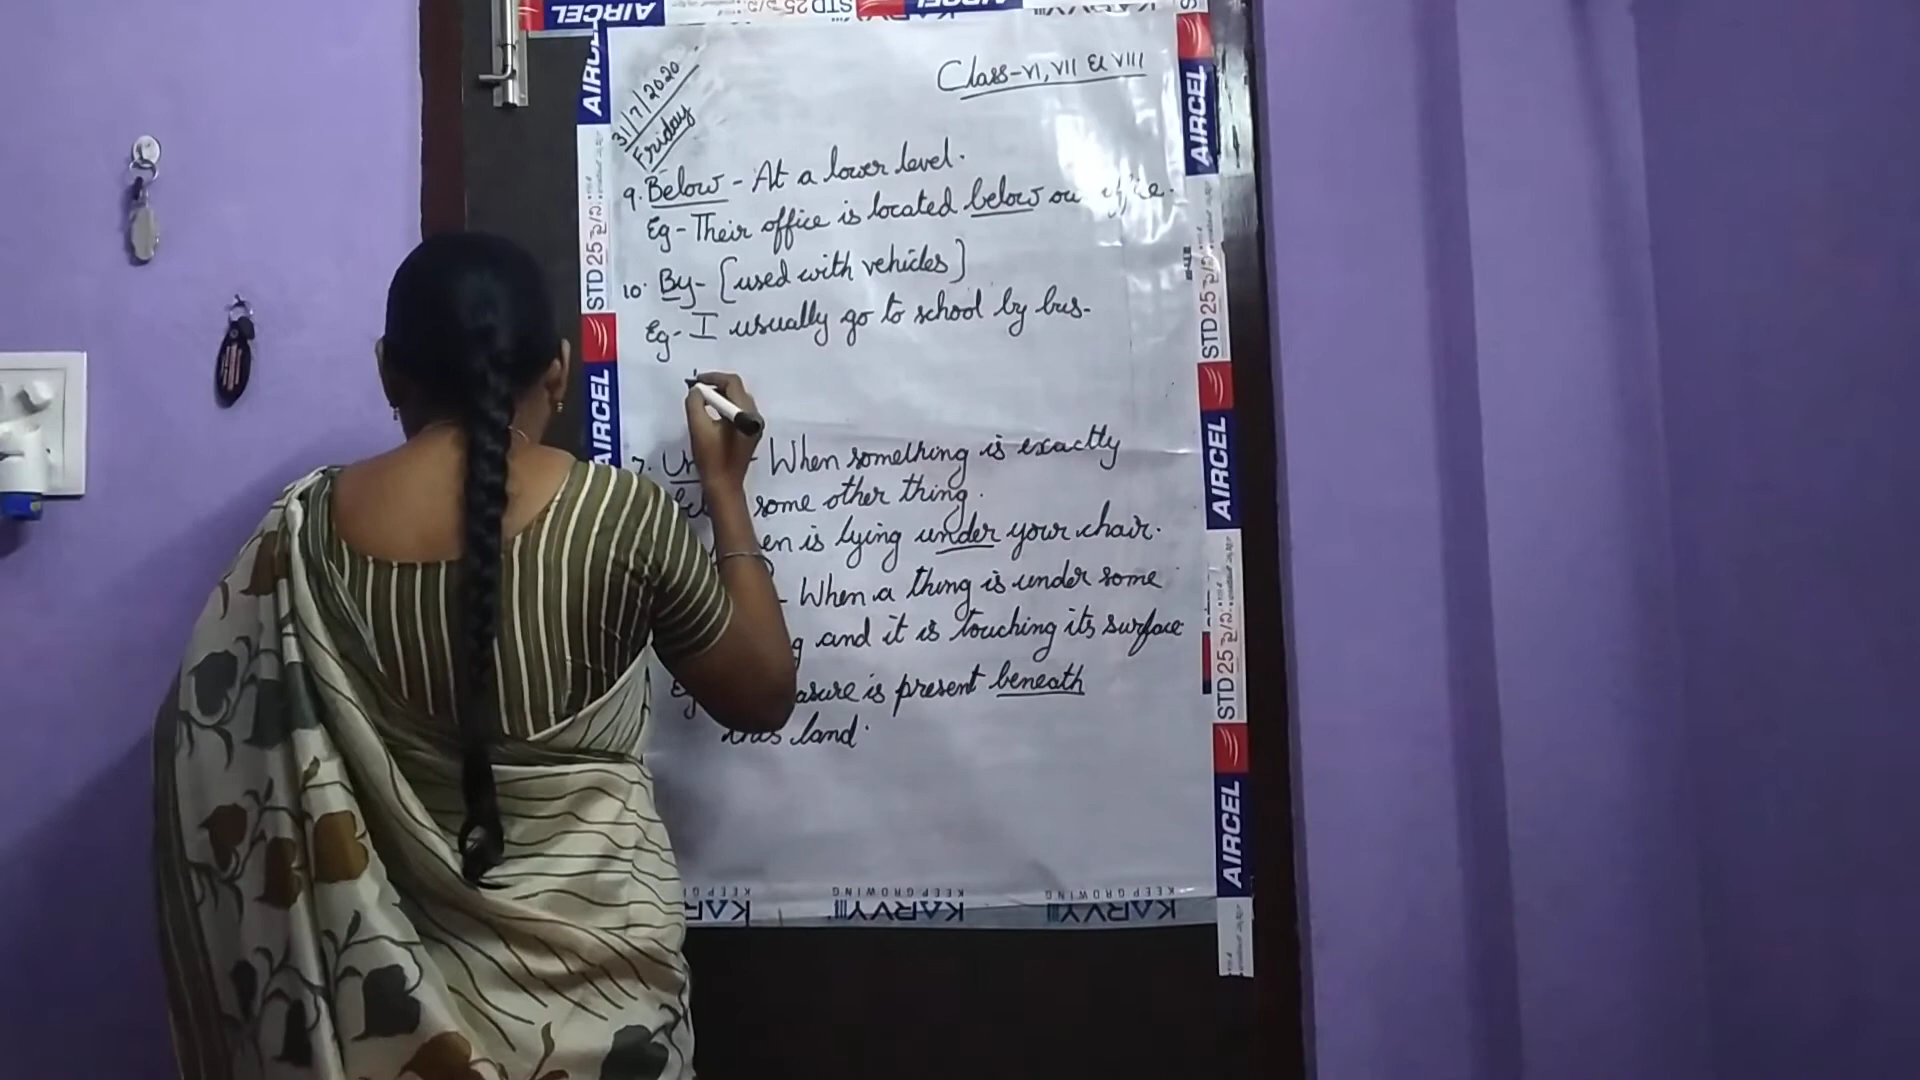 31/7/2020
Friday
Class-VI, VII & VIII
9. Below - At a lower level.
Eg - Their office is located below
10. By - [used with vehicles]
Eg - I usually go to school by bus.
7. - When something is exactly
some other thing.
is lying under your chair.
- When a thing is under some
and it is touching its surface
is present beneath
this land.
AIRCEL
STD 25
KARVY
KEEP GROWING